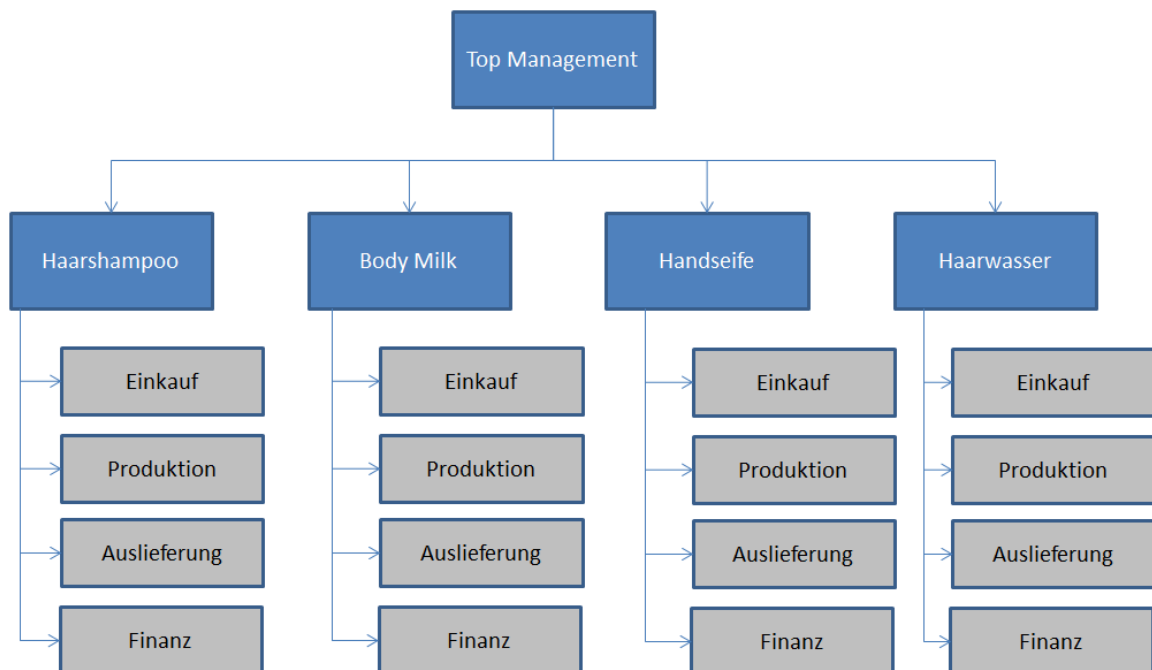 Top Management
Haarshampoo
Body Milk
Handseife
Haarwasser
Einkauf
Einkauf
Einkauf
Einkauf
Produktion
Produktion
Produktion
Produktion
Auslieferung
Auslieferung
Auslieferung
Auslieferung
Finanz
Finanz
Finanz
Finanz